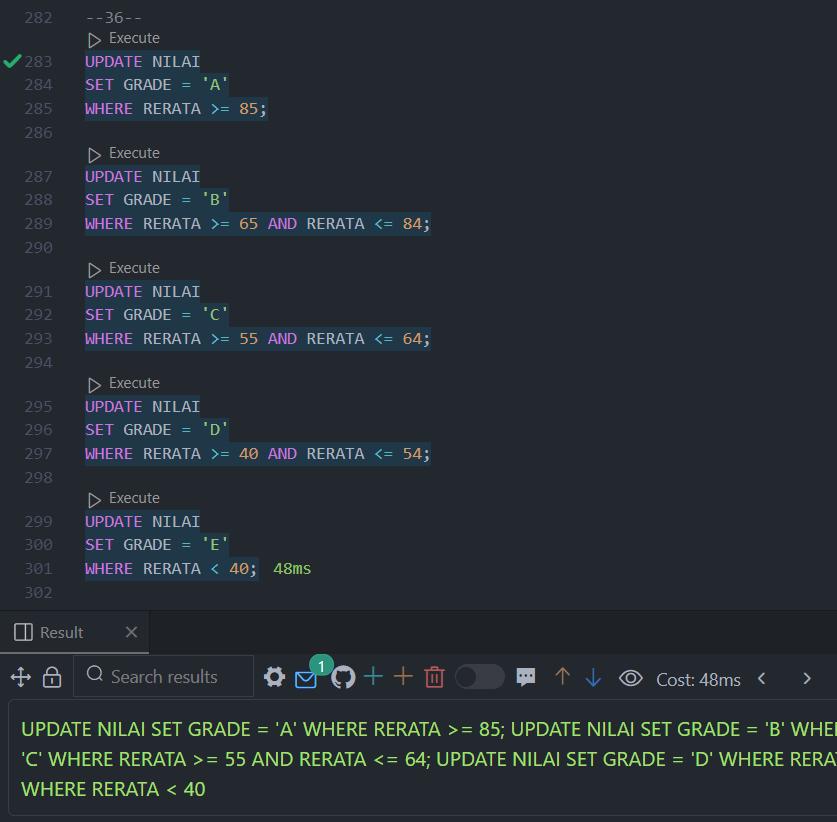 282 --36--
Execute
283 UPDATE NILAI
284 SET GRADE = 'A'
285 WHERE RERATA >= 85;
286
Execute
287 UPDATE NILAI
288 SET GRADE = 'B'
289 WHERE RERATA >= 65 AND RERATA <= 84;
290
Execute
291 UPDATE NILAI
292 SET GRADE = 'C'
293 WHERE RERATA >= 55 AND RERATA <= 64;
294
Execute
295 UPDATE NILAI
296 SET GRADE = 'D'
297 WHERE RERATA >= 40 AND RERATA <= 54;
298
Execute
299 UPDATE NILAI
300 SET GRADE = 'E'
301 WHERE RERATA < 40; 48ms
302
Result
Search results 1 Cost: 48ms
UPDATE NILAI SET GRADE = 'A' WHERE RERATA >= 85; UPDATE NILAI SET GRADE = 'B'
'C' WHERE RERATA >= 55 AND RERATA <= 64; UPDATE NILAI SET GRADE = 'D' WHERE
WHERE RERATA < 40